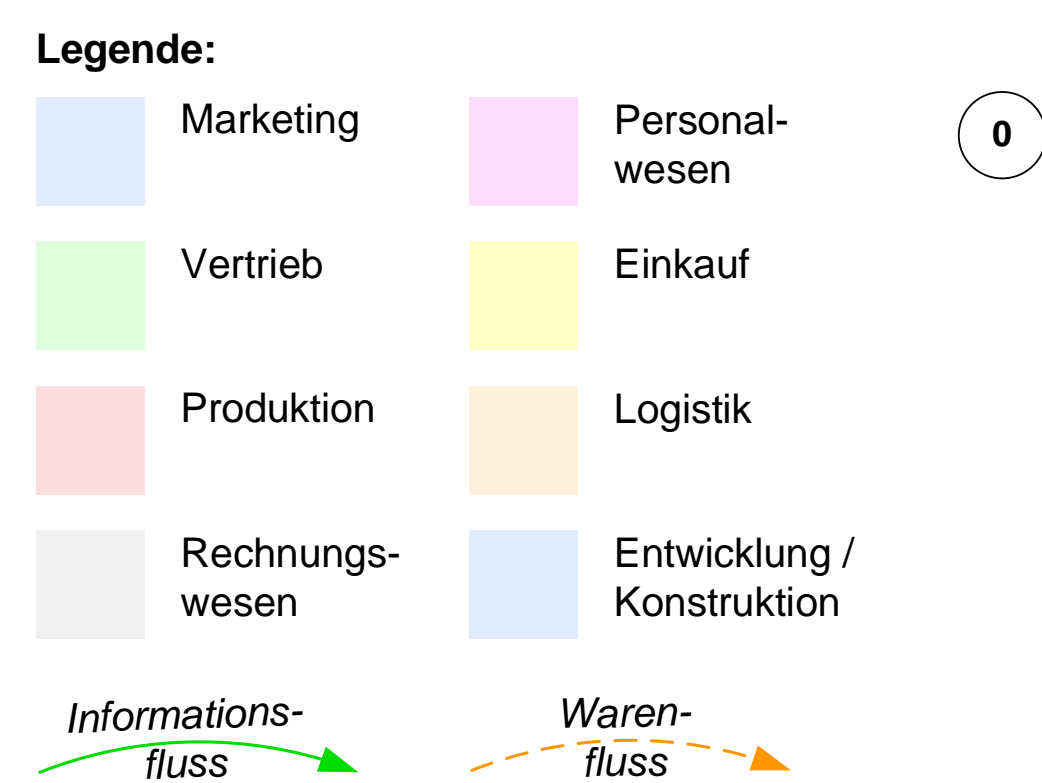 Legende:
Marketing
Personal-
wesen
0
Vertrieb
Einkauf
Produktion
Logistik
Rechnungs-
wesen
Entwicklung /
Konstruktion
Informations-
fluss
Waren-
fluss